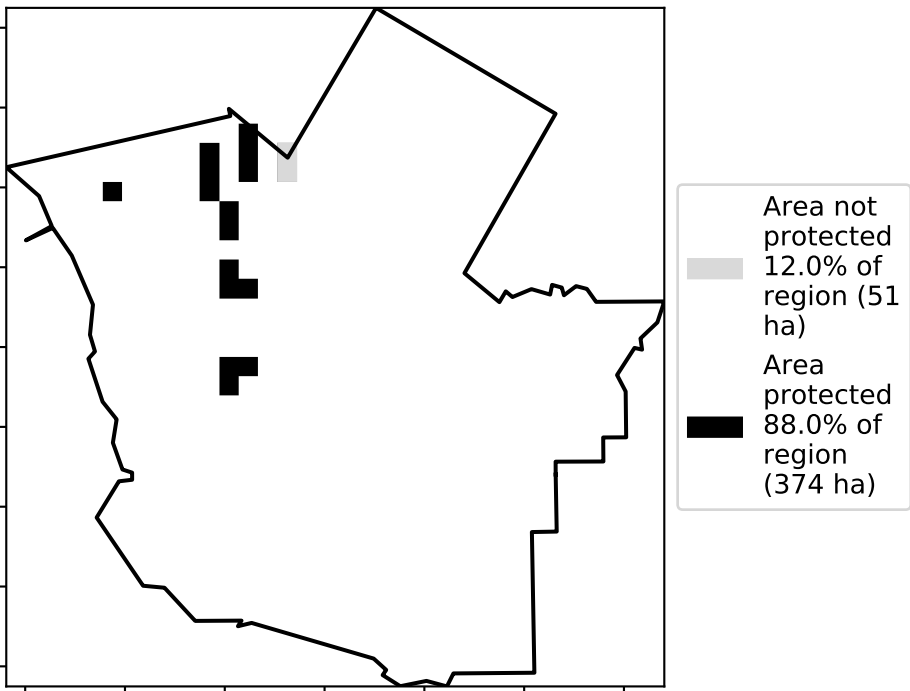 Area not
protected
12.0% of
region (51
ha)
Area
protected
88.0% of
region
(374 ha)